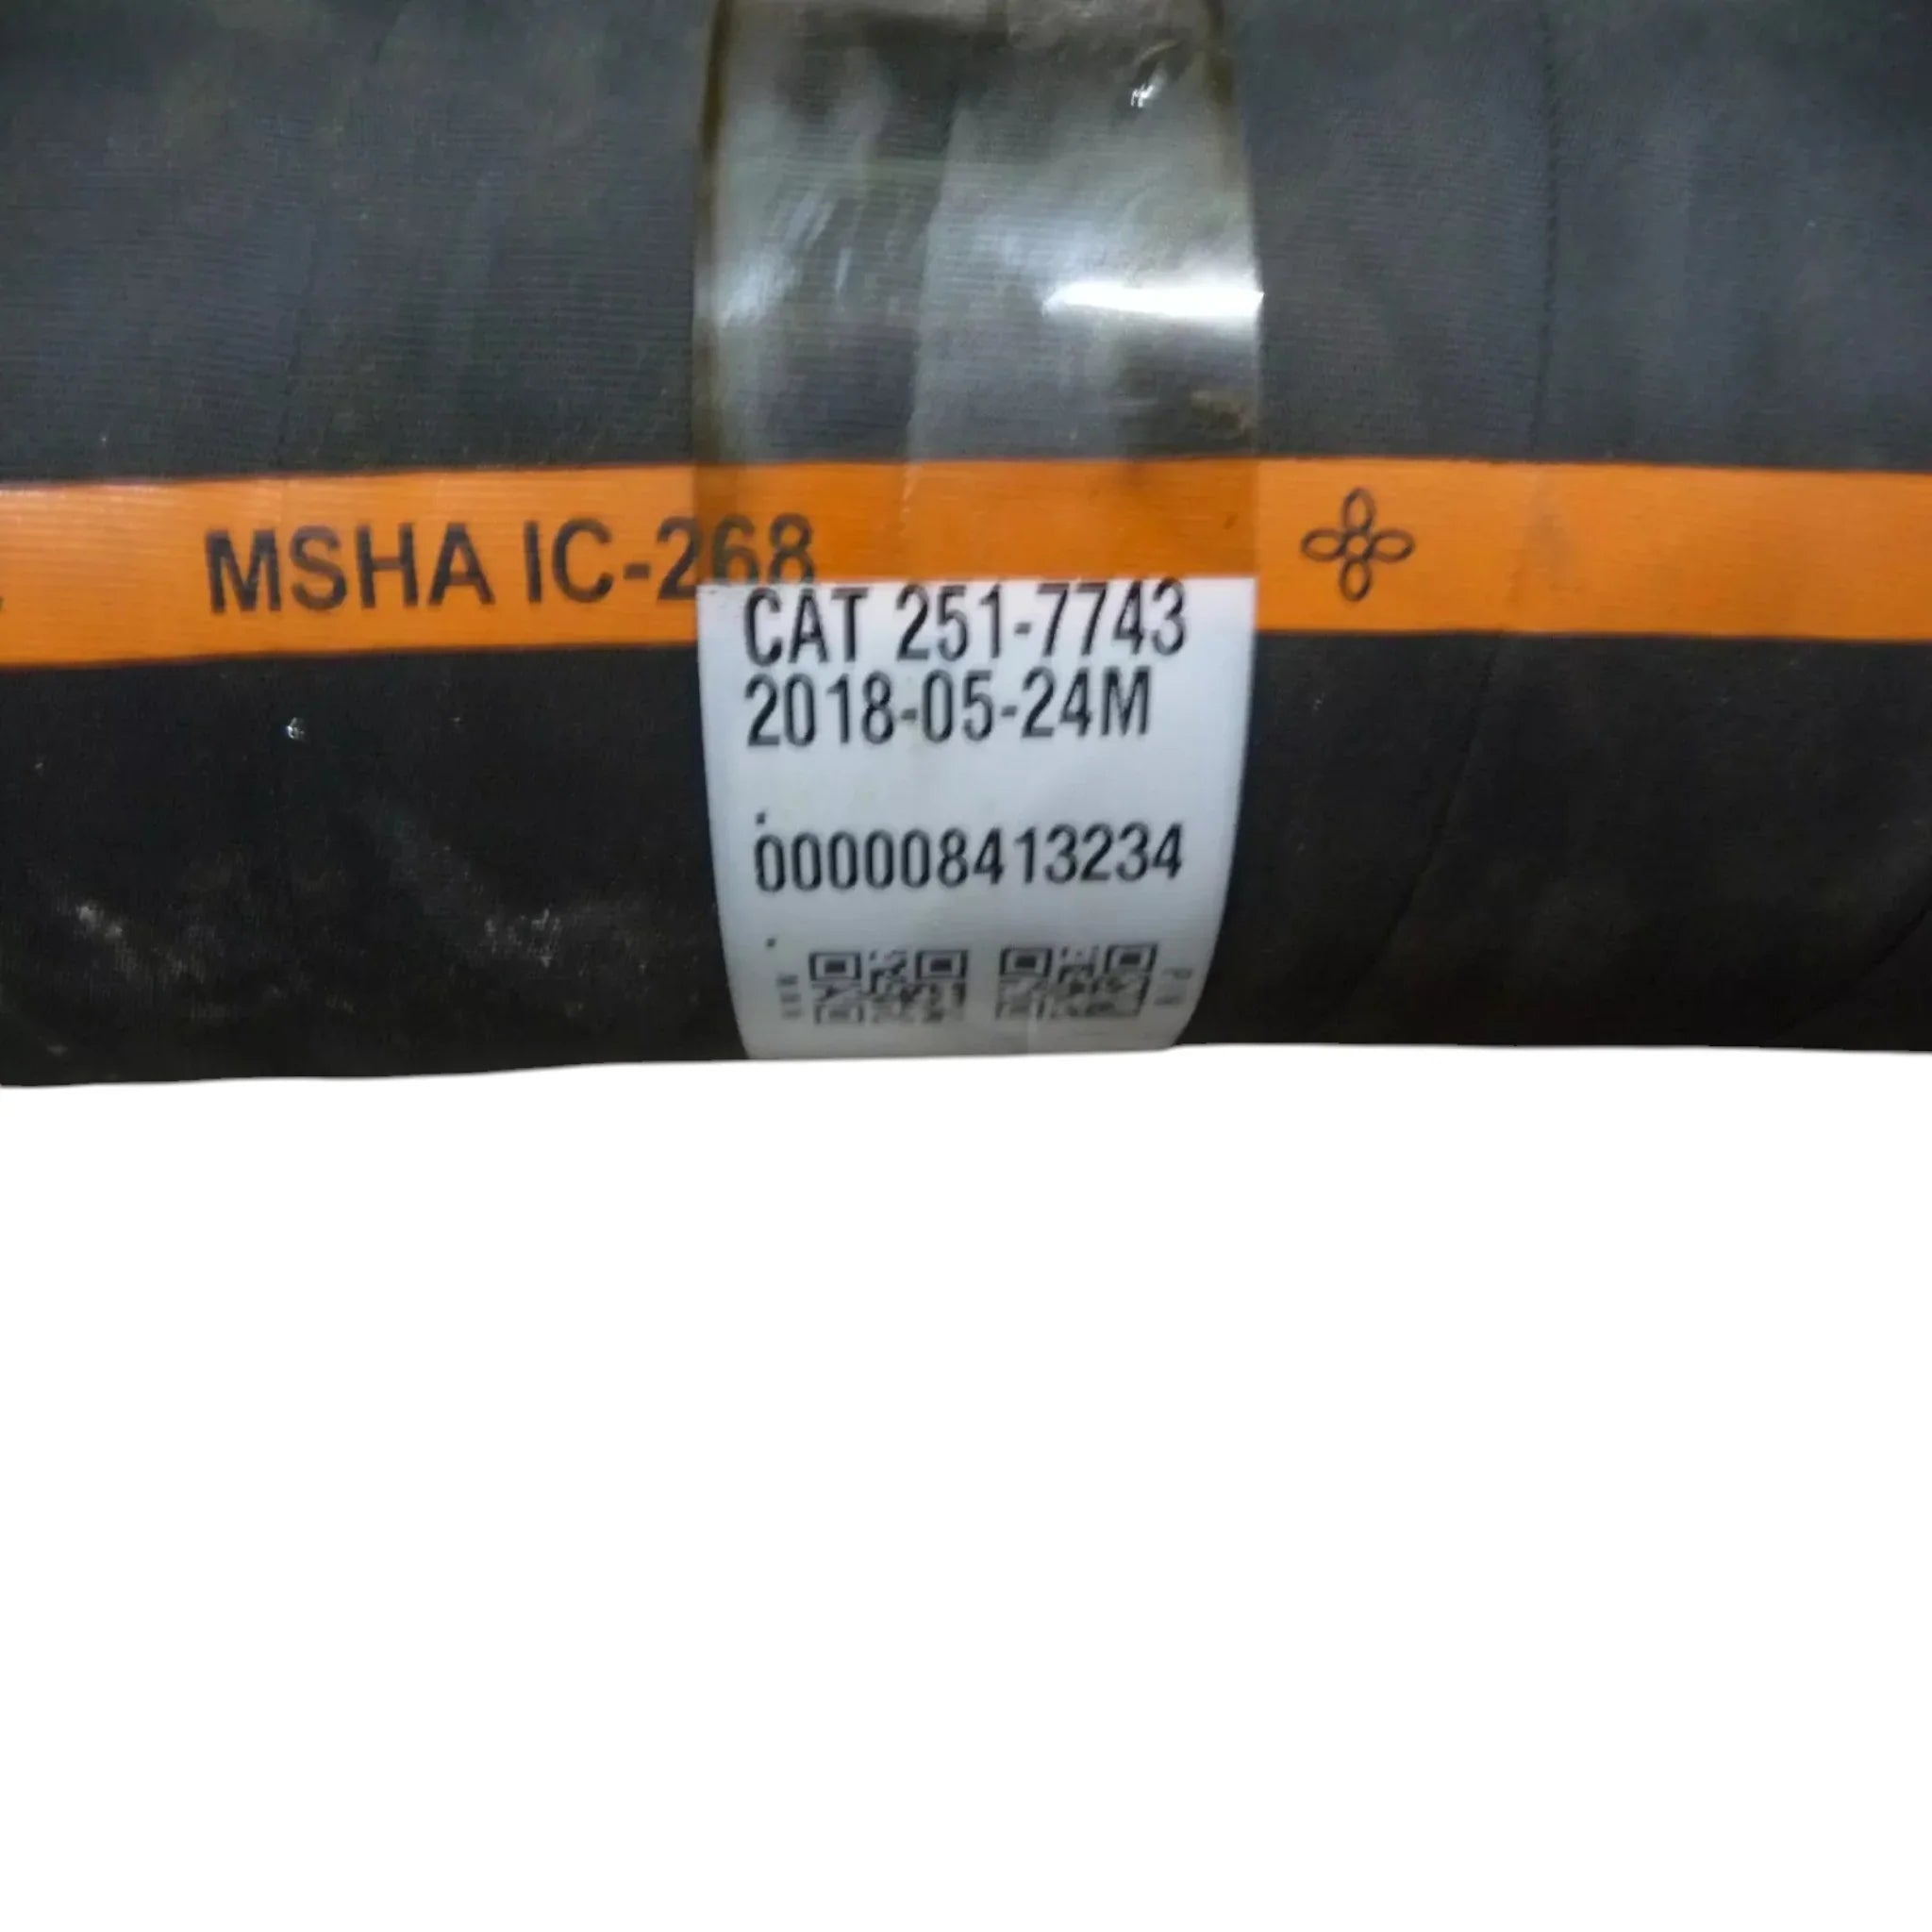 MSHA IC-268
CAT 251-7743
2018-05-24M
000008413234